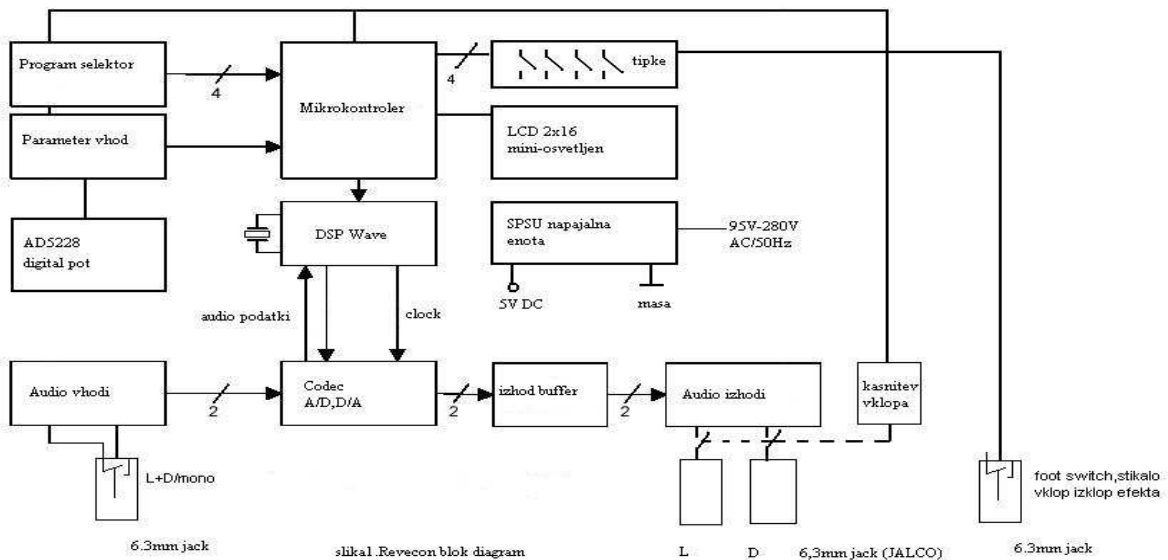 Program selektor
4
Mikrokontroler
4
tipke
Parameter vhod
LCD 2x16
mini-osvetljen
AD5228
digital pot
DSP Wave
SPSU napajalna
enota
95V-280V
AC/50Hz
5V DC
masa
audio podatki
clock
Audio vhodi
2
Codec
A/D,D/A
2
izhod buffer
2
Audio izhodi
kasnitev
vklopa
L+D/mono
foot switch,stikalo
vklop izklop efekta
6.3mm jack
slika1.Revecon blok diagram
L
D
6,3mm jack (JALCO)
6.3mm jack